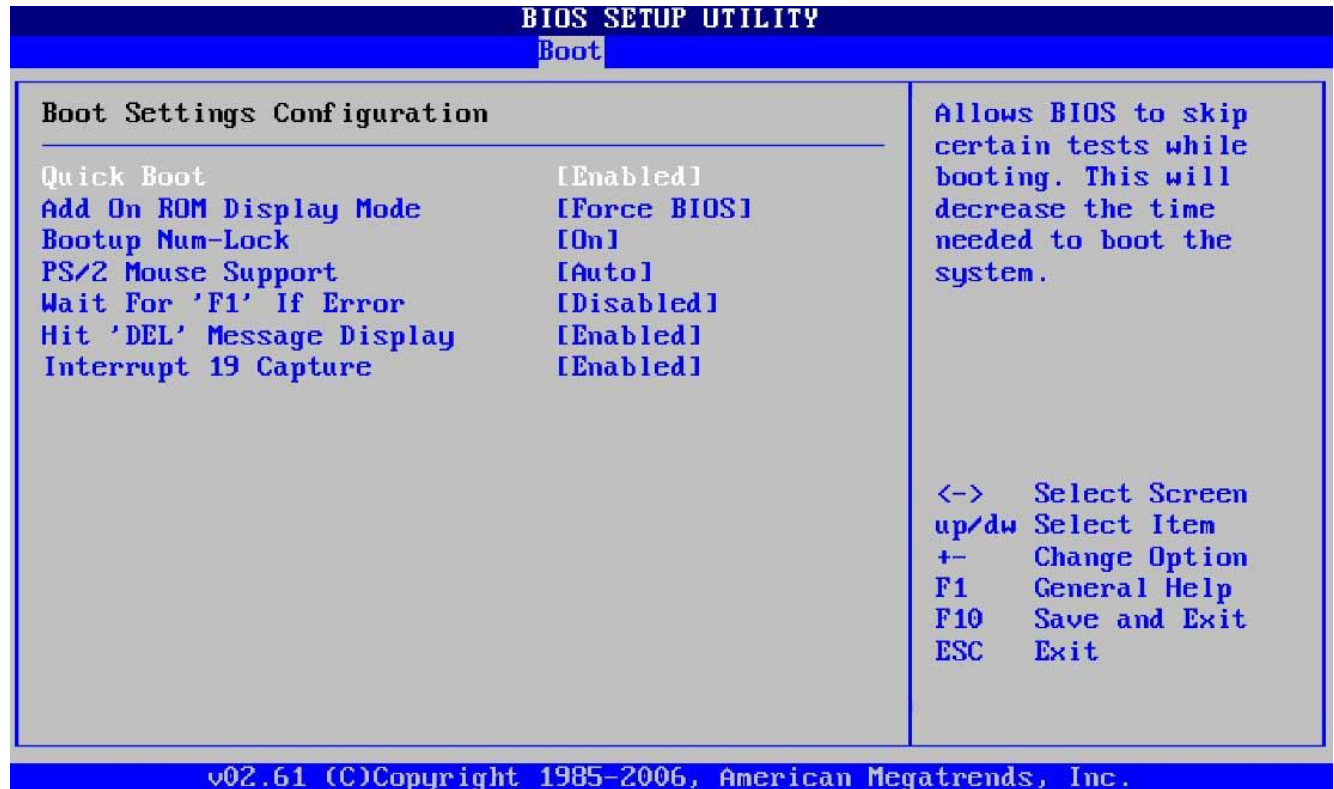 BIOS SETUP UTILITY
Boot
Boot Settings Configuration
Quick Boot [Enabled]
Add On ROM Display Mode [Force BIOS]
Bootup Num-Lock [On]
PS/2 Mouse Support [Auto]
Wait For 'F1' If Error [Disabled]
Hit 'DEL' Message Display [Enabled]
Interrupt 19 Capture [Enabled]
Allows BIOS to skip
certain tests while
booting. This will
decrease the time
needed to boot the
system.
<-> Select Screen
up/dw Select Item
+- Change Option
F1 General Help
F10 Save and Exit
ESC Exit
v02.61 (C)Copyright 1985-2006, American Megatrends, Inc.